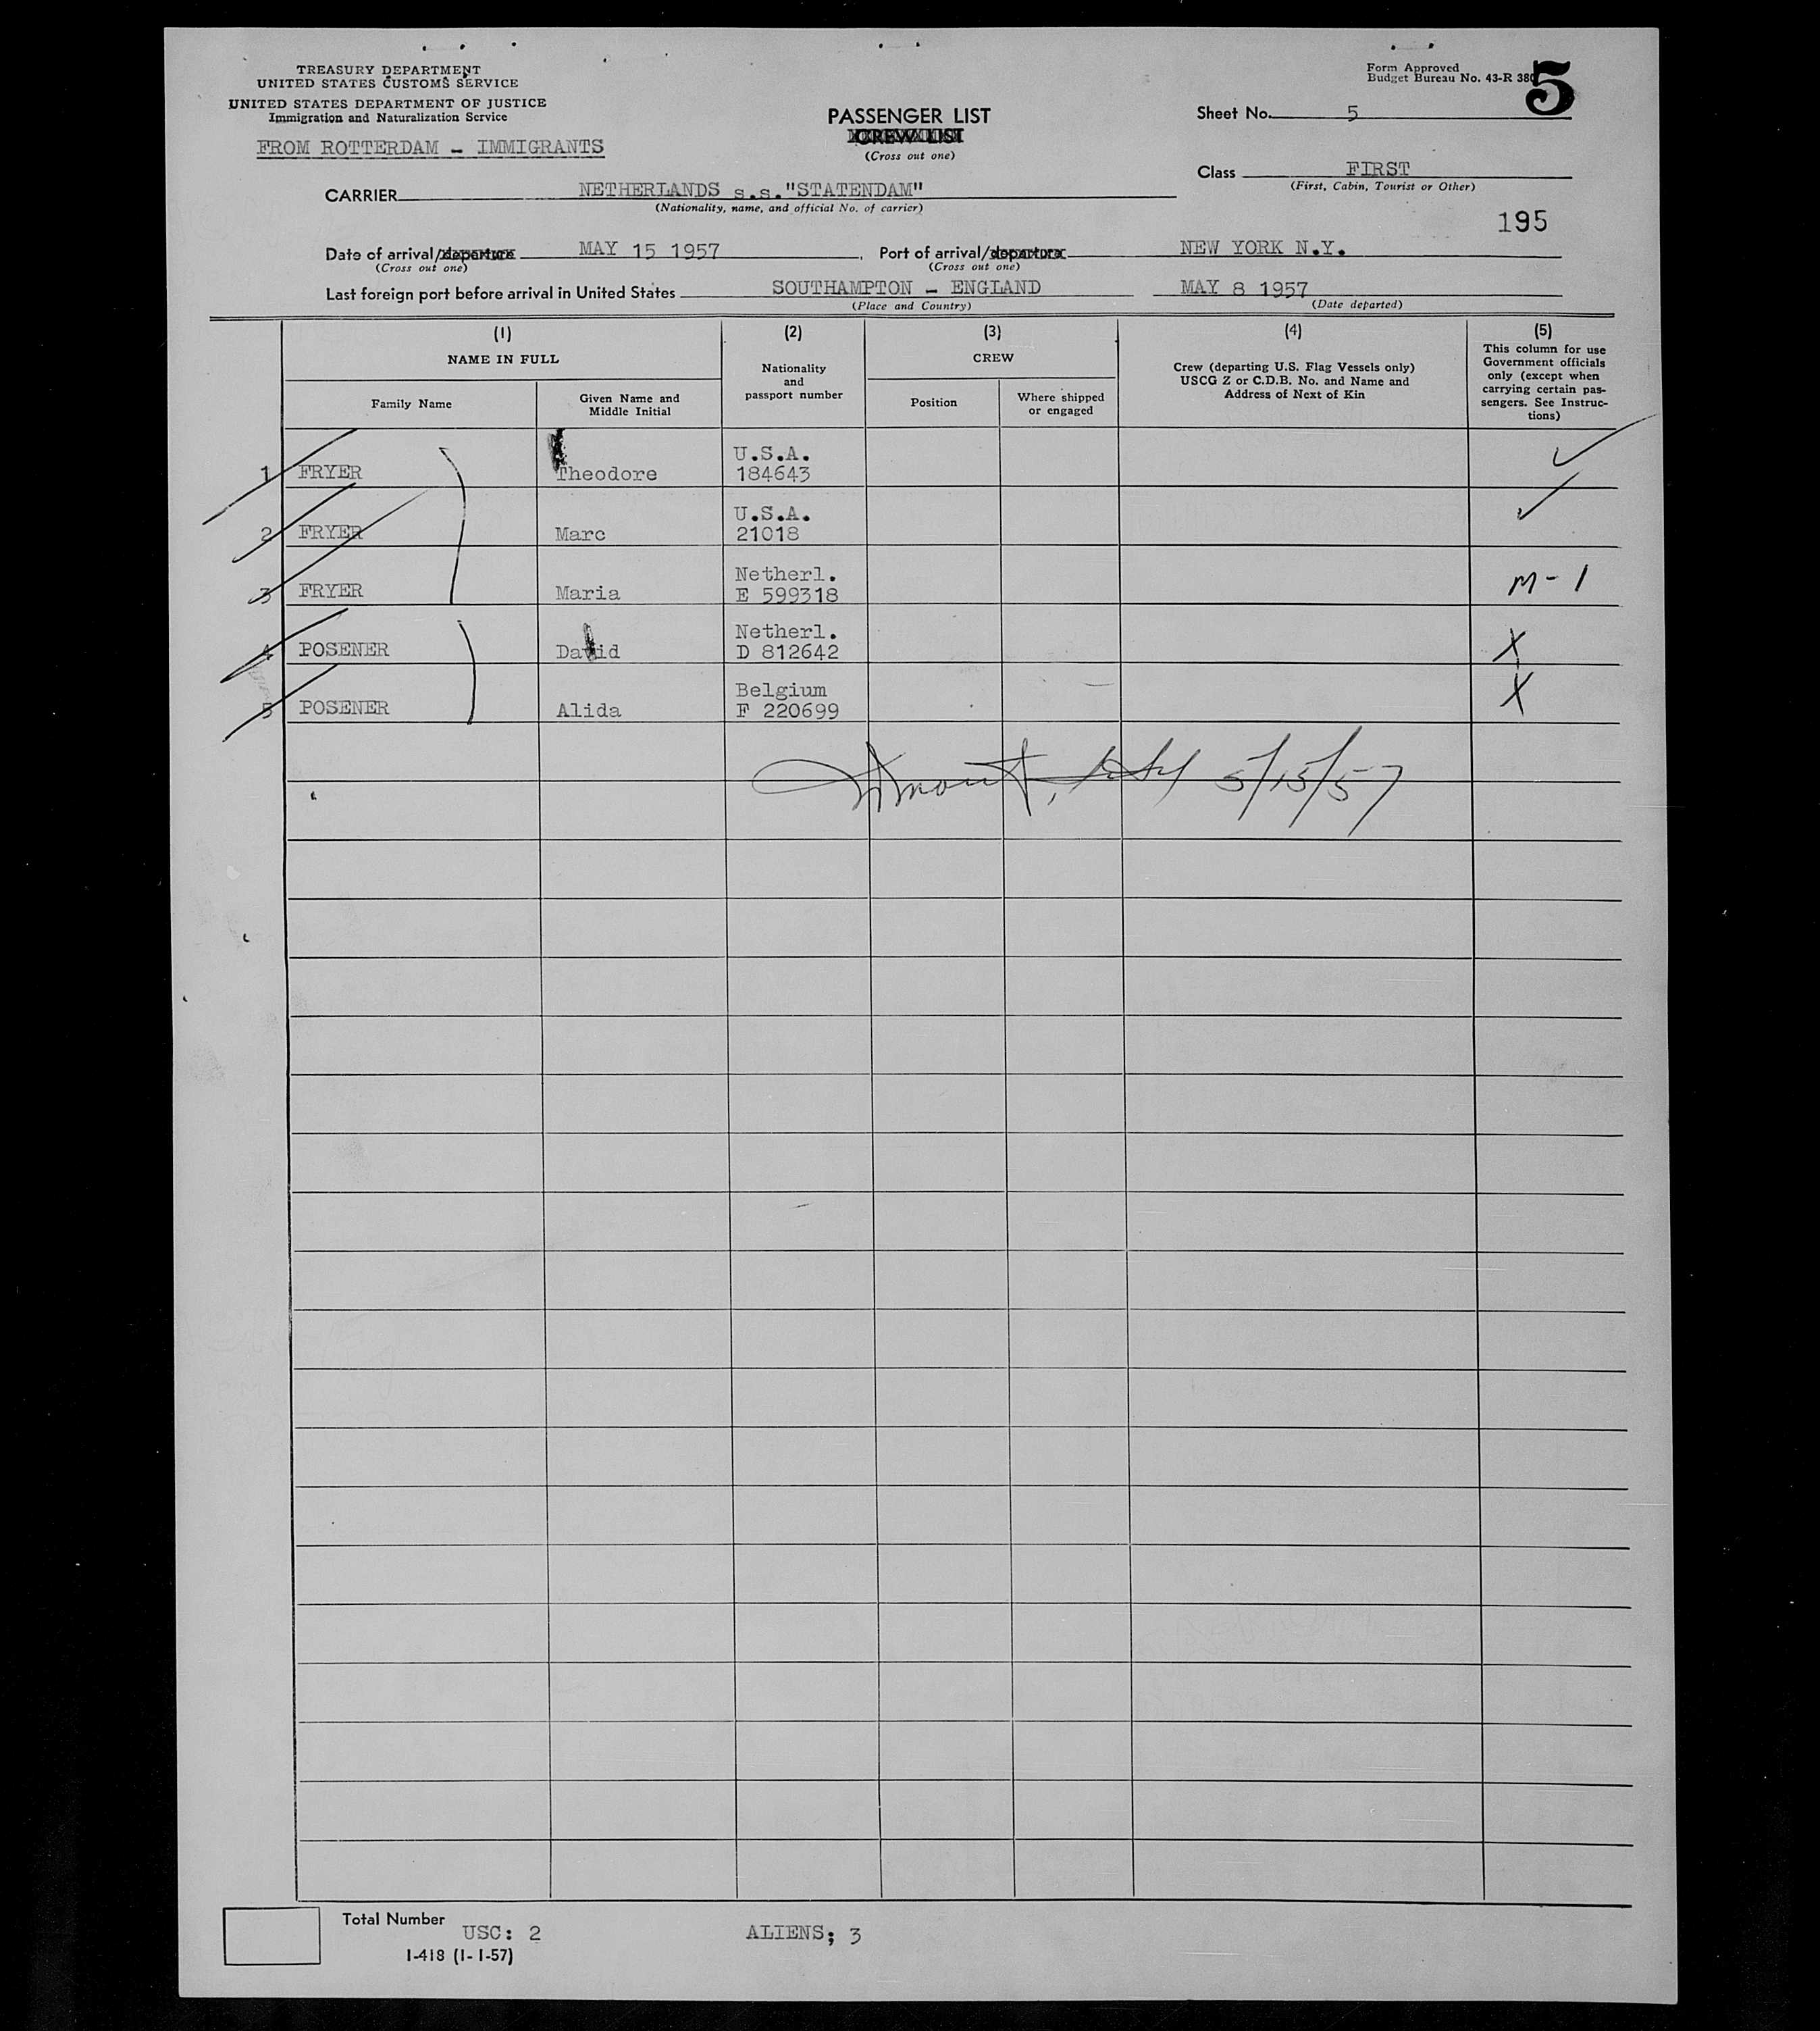 TREASURY DEPARTMENT
UNITED STATES CUSTOMS SERVICE
UNITED STATES DEPARTMENT OF JUSTICE
Immigration and Naturalization Service
FROM ROTTERDAM - IMMIGRANTS
Form Approved
Budget Bureau No. 43-R
5
PASSENGER LIST
CREW LIST
(Cross out one)
Sheet No. 5
Class FIRST
(First, Cabin, Tourist or Other)
CARRIER NETHERLANDS s.s."STATENDAM"
(Nationality, name, and official No. of carrier)
195
Date of arrival/departure MAY 15 1957, Port of arrival/departure NEW YORK N.Y.
(Cross out one) (Cross out one)
Last foreign port before arrival in United States SOUTHAMPTON - ENGLAND MAY 8 1957
(Place and Country) (Date departed)
(1) (2) (3) (4) (5)
NAME IN FULL
Family Name
Given Name and
Middle Initial
Nationality
and
passport number
CREW
Position
Where shipped
or engaged
Crew (departing U.S. Flag Vessels only)
USCG Z or C.D.B. No. and Name and
Address of Next of Kin
This column for use
Government officials
only (except when
carrying certain pas-
sengers. See Instruc-
tions)
U.S.A.
1 FRYER Theodore 184643
U.S.A.
2 FRYER Marc 21018
Netherl.
3 FRYER Maria E 599318 M-1
Netherl.
4 POSENER David D 812642 X
Belgium
5 POSENER Alida F 220699 X
5/15/57
Total Number
USC: 2 ALIENS; 3
I-418 (1-1-57)